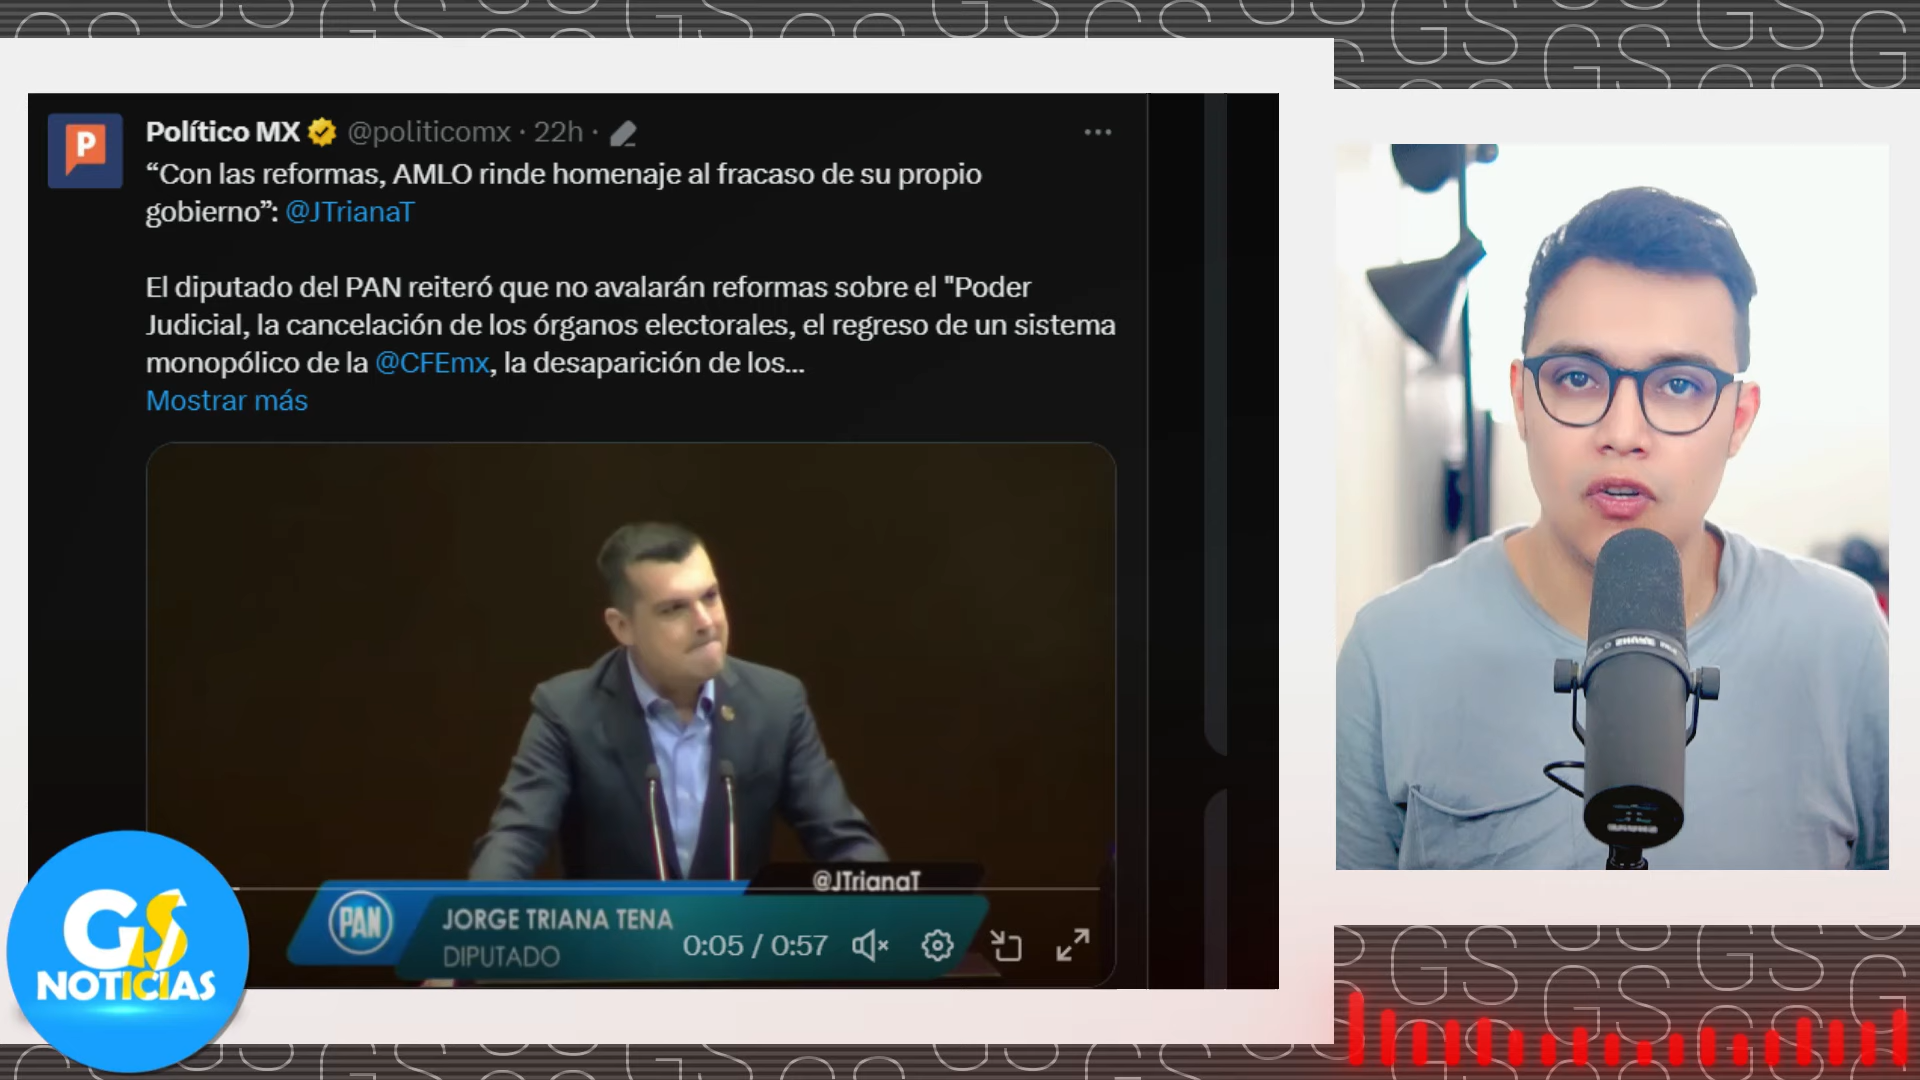 Político MX @politicomx · 22h ·
“Con las reformas, AMLO rinde homenaje al fracaso de su propio
gobierno”: @JTrianaT
El diputado del PAN reiteró que no avalarán reformas sobre el "Poder
Judicial, la cancelación de los órganos electorales, el regreso de un sistema
monopólico de la @CFEmx, la desaparición de los...
Mostrar más
@JTrianaT
PAN
JORGE TRIANA TENA
DIPUTADO
0:05 / 0:57
GS
NOTICIAS
SHURE